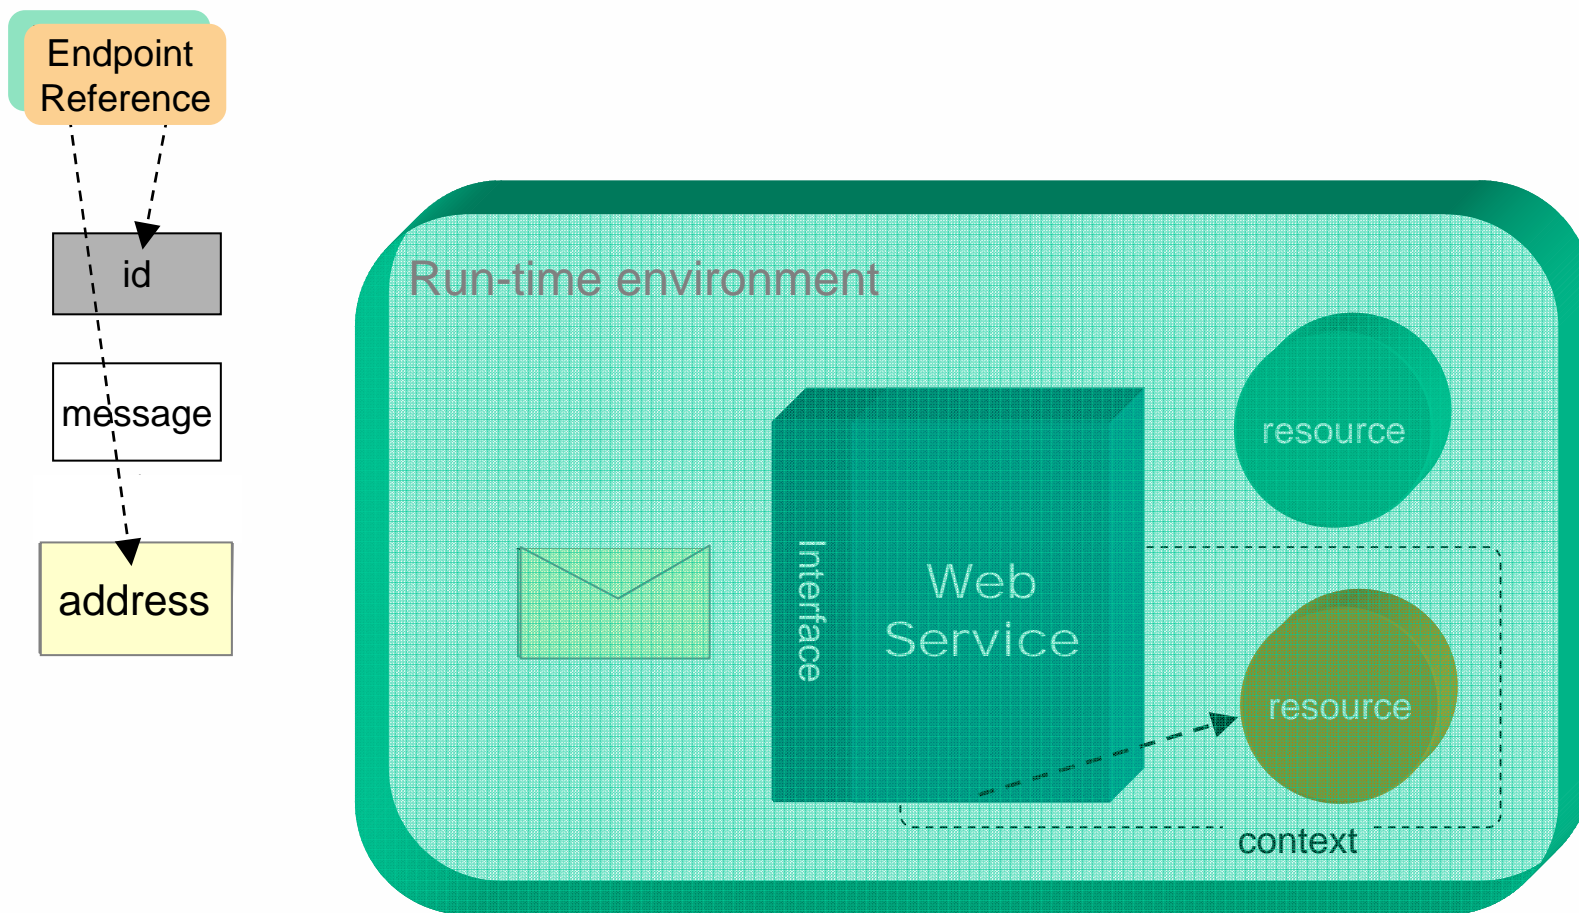 Endpoint
Reference
id
message
address
Run-time environment
Interface
Web
Service
resource
resource
context